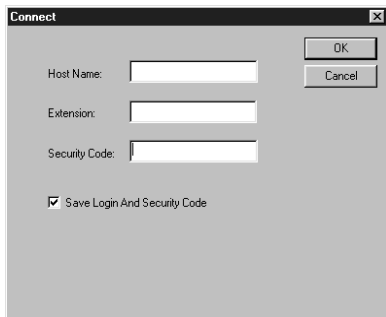 Connect
OK
Host Name:
Cancel
Extension:
Security Code:
Save Login And Security Code